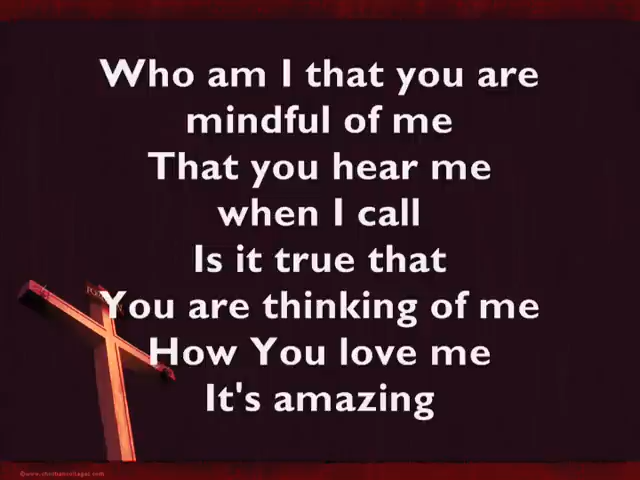 Who am I that you are
mindful of me
That you hear me
when I call
Is it true that
You are thinking of me
How You love me
It's amazing